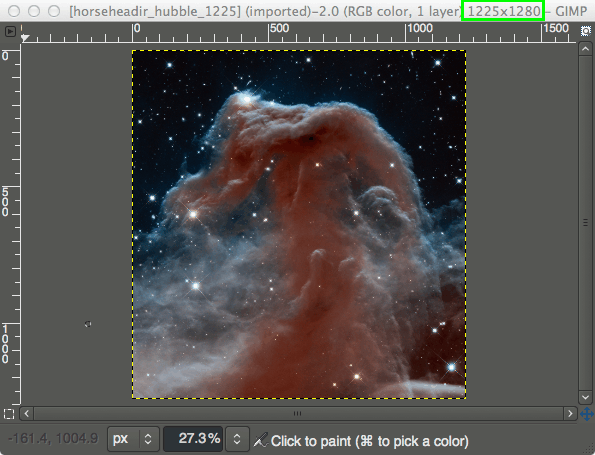 [horseheadir_hubble_1225] (imported)-2.0 (RGB color, 1 layer) 1225x1280 – GIMP
0 500 1000 1500
0
500
1000
-161.4, 1004.9 px 27.3% Click to paint (⌘ to pick a color)